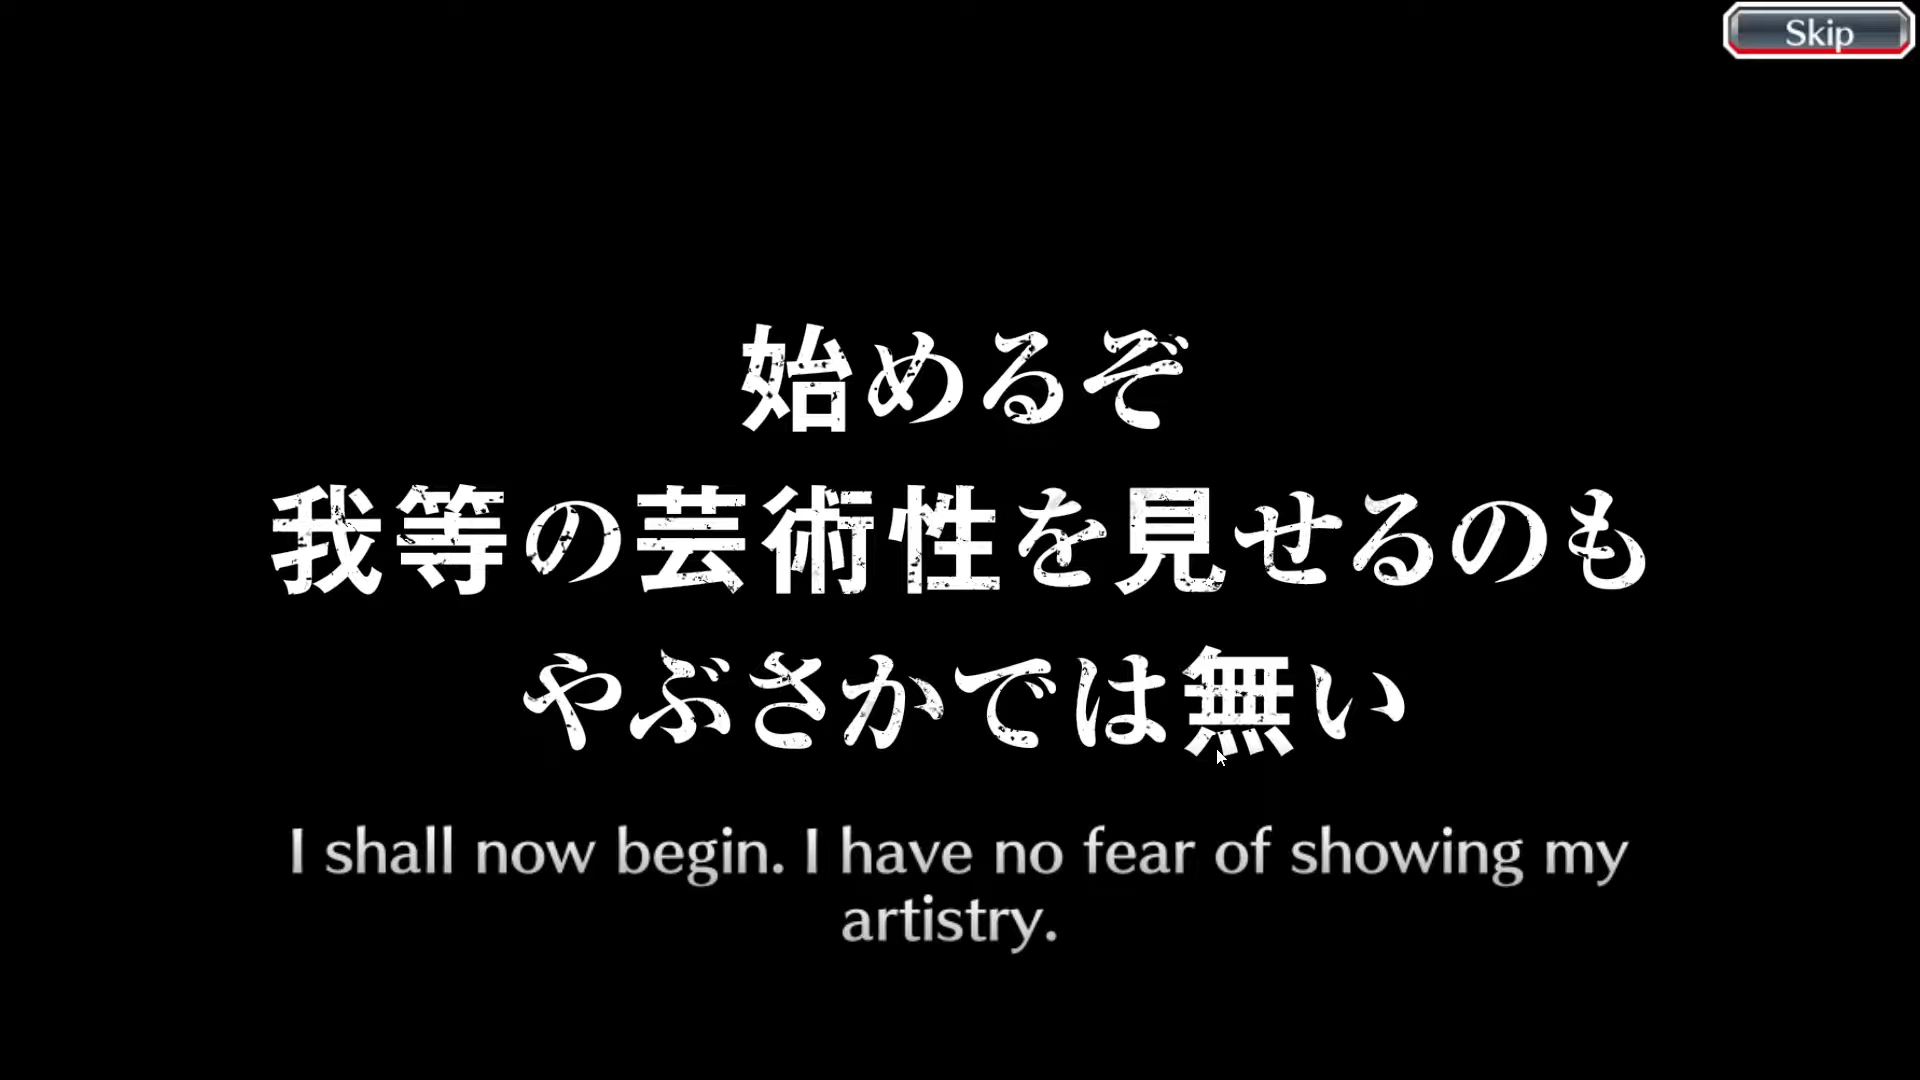 Skip
始めるぞ
我等の芸術性を見せるのも
やぶさかでは無い
I shall now begin. I have no fear of showing my
artistry.